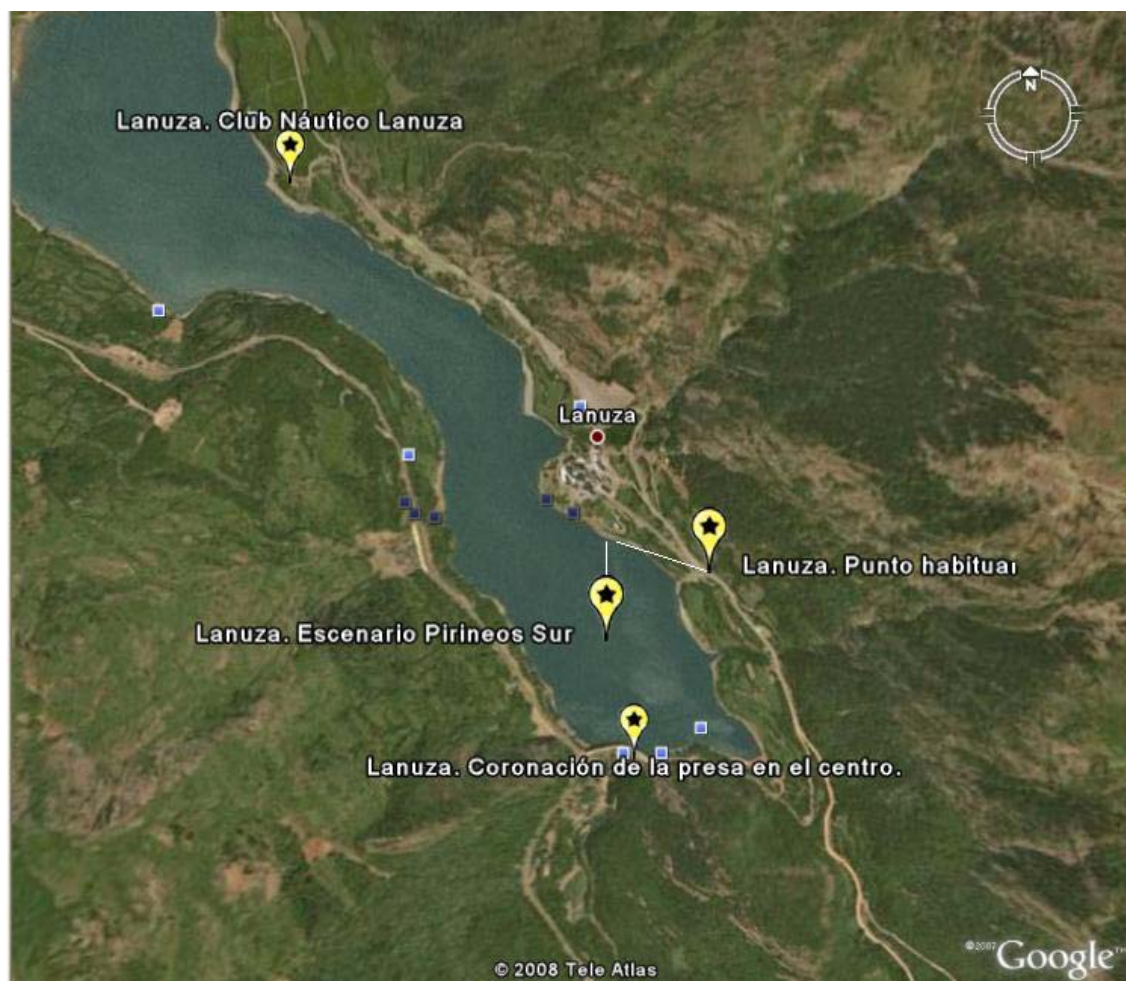 N
Lanuza. Club Náutico Lanuza
Lanuza
Lanuza. Punto habitual
Lanuza. Escenario Pirineos Sur
Lanuza. Coronación de la presa en el centro.
©2007 Google™
© 2008 Tele Atlas